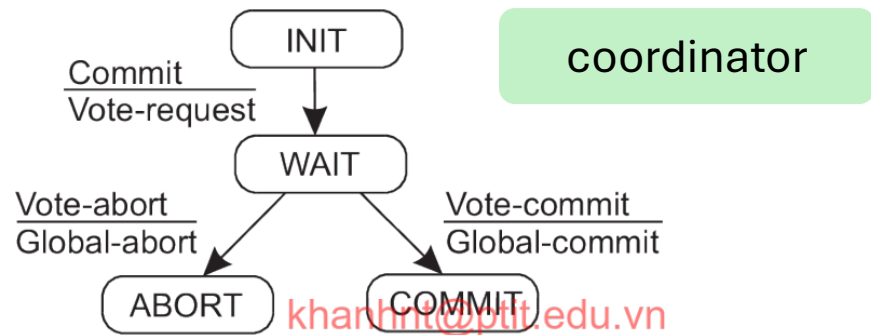 INIT
coordinator
Commit
Vote-request
WAIT
Vote-abort
Global-abort
Vote-commit
Global-commit
ABORT
COMMIT
khanhnt@ptit.edu.vn